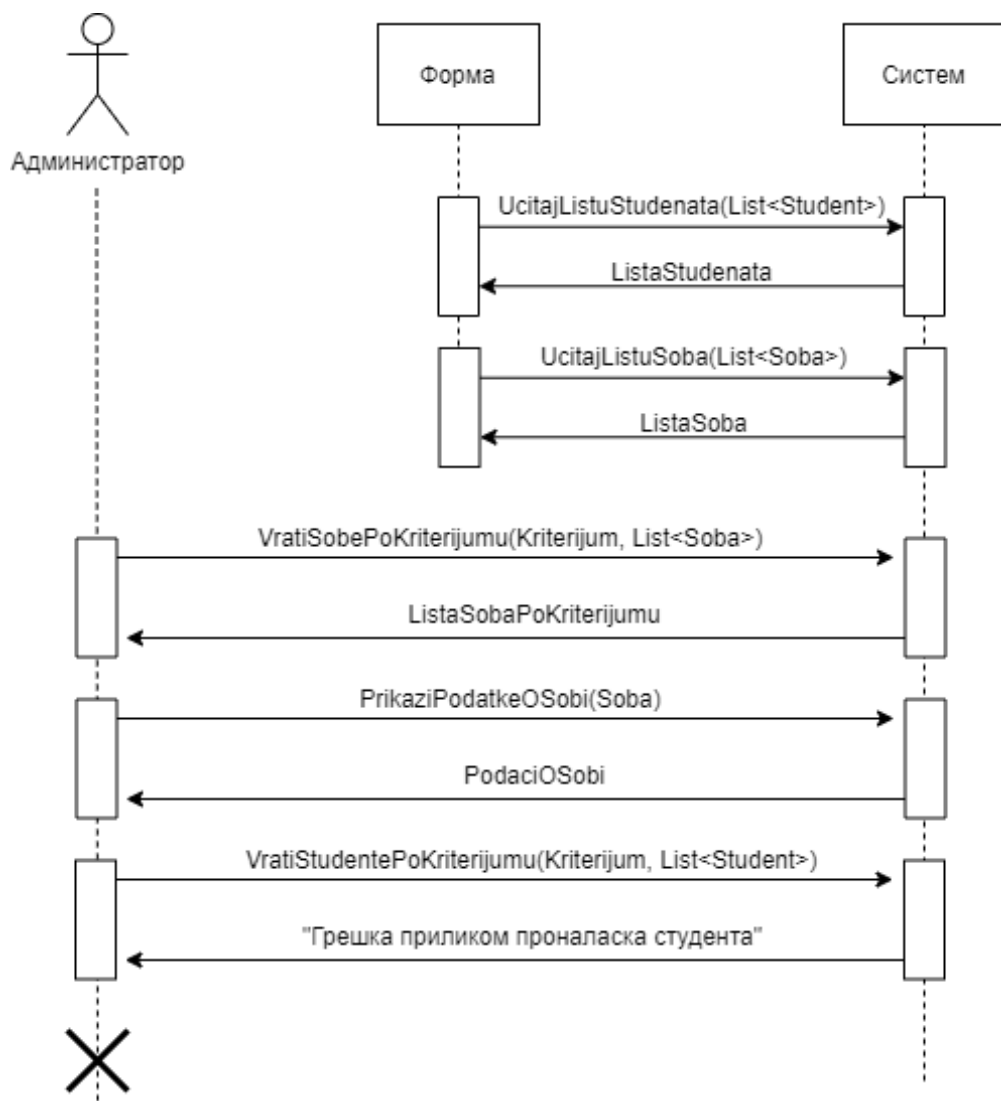 Форма
Систем
Администратор
UcitajListuStudenata(List<Student>)
ListaStudenata
UcitajListuSoba(List<Soba>)
ListaSoba
VratiSobePoKriterijumu(Kriterijum, List<Soba>)
ListaSobaPoKriterijumu
PrikaziPodatkeOSobi(Soba)
PodaciOSobi
VratiStudentePoKriterijumu(Kriterijum, List<Student>)
"Грешка приликом проналаска студента"